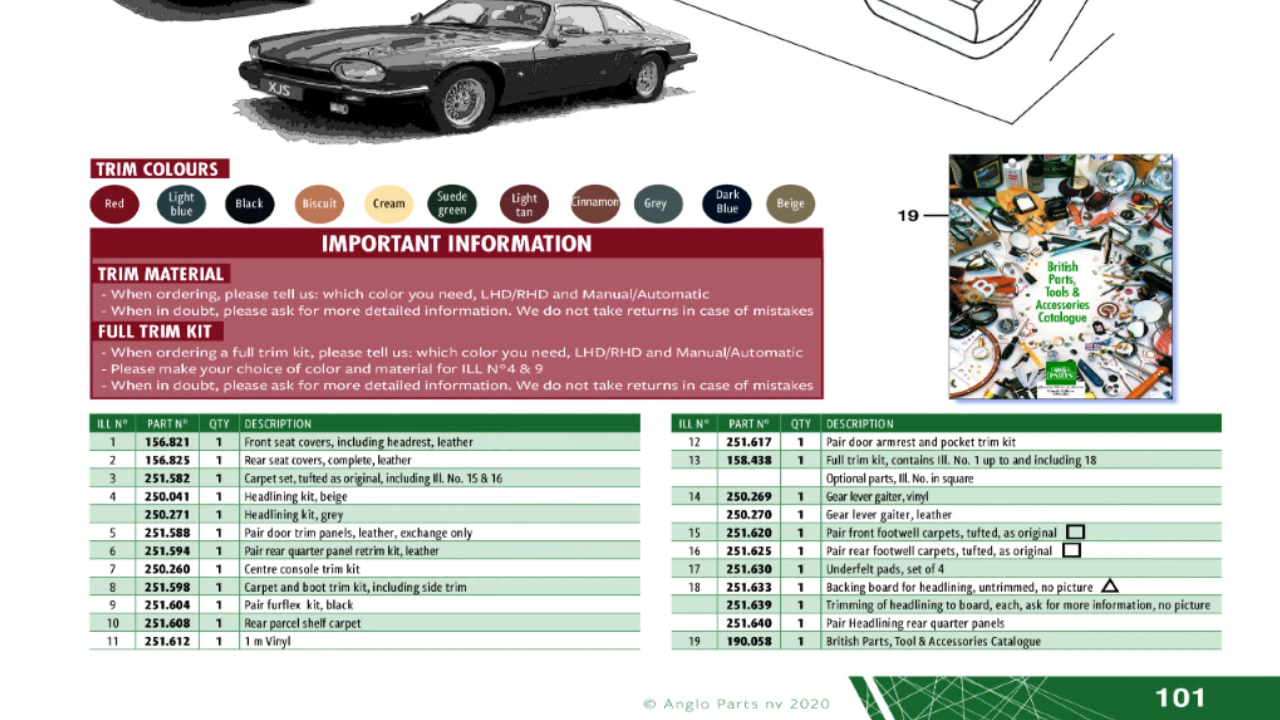 XJS
TRIM COLOURS
Red
Light blue
Black
Biscuit
Cream
Suede green
Light tan
Cinnamon
Grey
Dark Blue
Beige
IMPORTANT INFORMATION
TRIM MATERIAL
- When ordering, please tell us: which color you need, LHD/RHD and Manual/Automatic
- When in doubt, please ask for more detailed information. We do not take returns in case of mistakes
FULL TRIM KIT
- When ordering a full trim kit, please tell us: which color you need, LHD/RHD and Manual/Automatic
- Please make your choice of color and material for ILL N°4 & 9
- When in doubt, please ask for more detailed information. We do not take returns in case of mistakes
19
British
Parts,
Tools &
Accessories
Catalogue
ILL N° PART N° QTY DESCRIPTION
1 156.821 1 Front seat covers, including headrest, leather
2 156.825 1 Rear seat covers, complete, leather
3 251.582 1 Carpet set, tufted as original, including Ill. No. 15 & 16
4 250.041 1 Headlining kit, beige
250.271 1 Headlining kit, grey
5 251.588 1 Pair door trim panels, leather, exchange only
6 251.594 1 Pair rear quarter panel retrim kit, leather
7 250.260 1 Centre console trim kit
8 251.598 1 Carpet and boot trim kit, including side trim
9 251.604 1 Pair furflex kit, black
10 251.608 1 Rear parcel shelf carpet
11 251.612 1 1 m Vinyl
ILL N° PART N° QTY DESCRIPTION
12 251.617 1 Pair door armrest and pocket trim kit
13 158.438 1 Full trim kit, contains Ill. No. 1 up to and including 18
Optional parts, Ill. No. in square
14 250.269 1 Gear lever gaiter, vinyl
250.270 1 Gear lever gaiter, leather
15 251.620 1 Pair front footwell carpets, tufted, as original
16 251.625 1 Pair rear footwell carpets, tufted, as original
17 251.630 1 Underfelt pads, set of 4
18 251.633 1 Backing board for headlining, untrimmed, no picture
251.639 1 Trimming of headlining to board, each, ask for more information, no picture
251.640 1 Pair Headlining rear quarter panels
19 190.058 1 British Parts, Tool & Accessories Catalogue
© Anglo Parts nv 2020
101